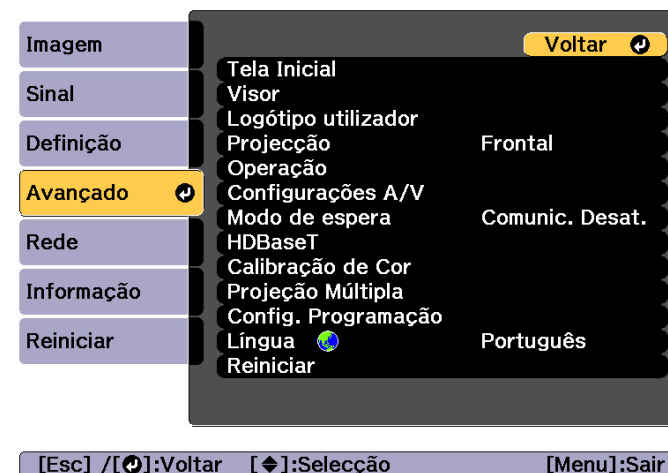 Imagem
Sinal
Definição
Avançado
Rede
Informação
Reiniciar
Voltar
Tela Inicial
Visor
Logótipo utilizador
Projecção Frontal
Operação
Configurações A/V
Modo de espera Comunic. Desat.
HDBaseT
Calibração de Cor
Projeção Múltipla
Config. Programação
Língua Português
Reiniciar
[Esc] /[↵]:Voltar [◆]:Selecção [Menu]:Sair